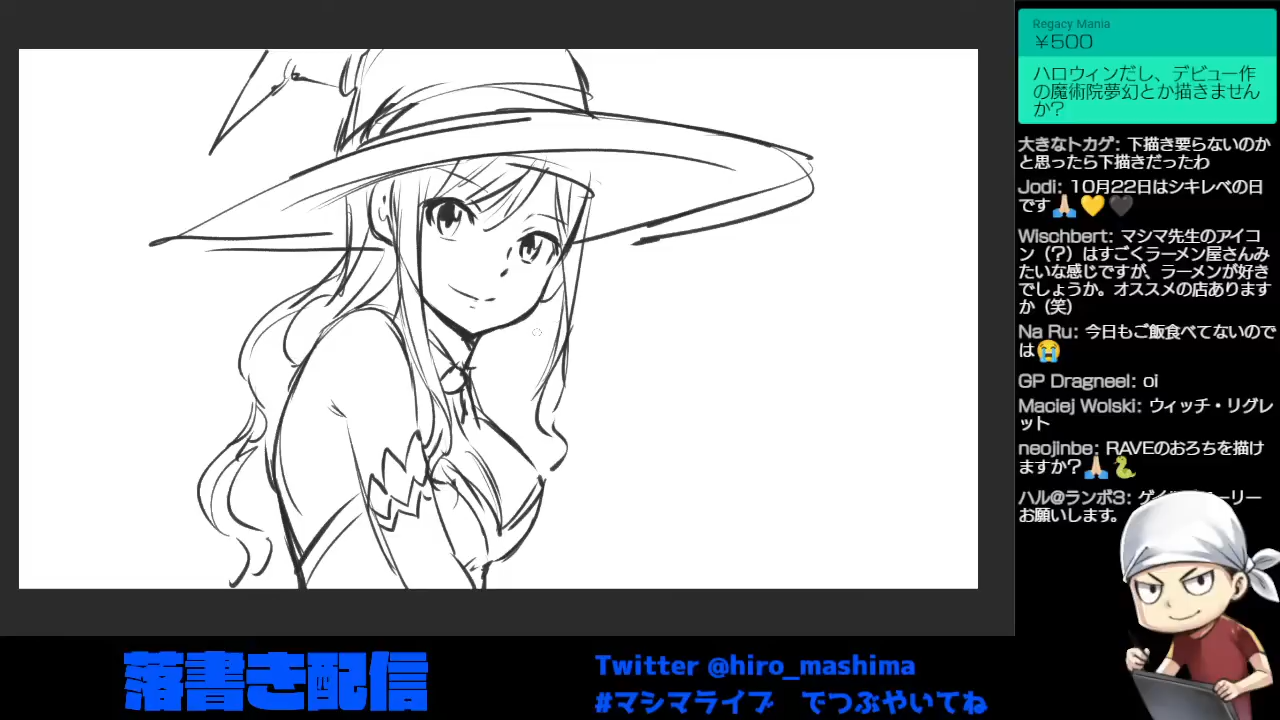 Regacy Mania
￥500
ハロウィンだし、デビュー作
の魔術院夢幻とか描きません
か？
大きなトカゲ: 下描き要らないのか
と思ったら下描きだったわ
Jodi: 10月22日はシキレベの日
です🙏🏻💛🖤
Wischbert: マシマ先生のアイコ
ン（？）はすごくラーメン屋さんみ
たいな感じですが、ラーメンが好き
でしょうか。オススメの店あります
か（笑）
Na Ru: 今日もご飯食べてないので
は😭
GP Dragneel: oi
Maciej Wolski: ウィッチ・リグレ
ット
neojinbe: RAVEのおろちを描け
ますか？🙏🏻🐍
ハル@ランポ3: ゲイ ーリー
お願いします。
落書き配信
Twitter @hiro_mashima
#マシマライブ でつぶやいてね